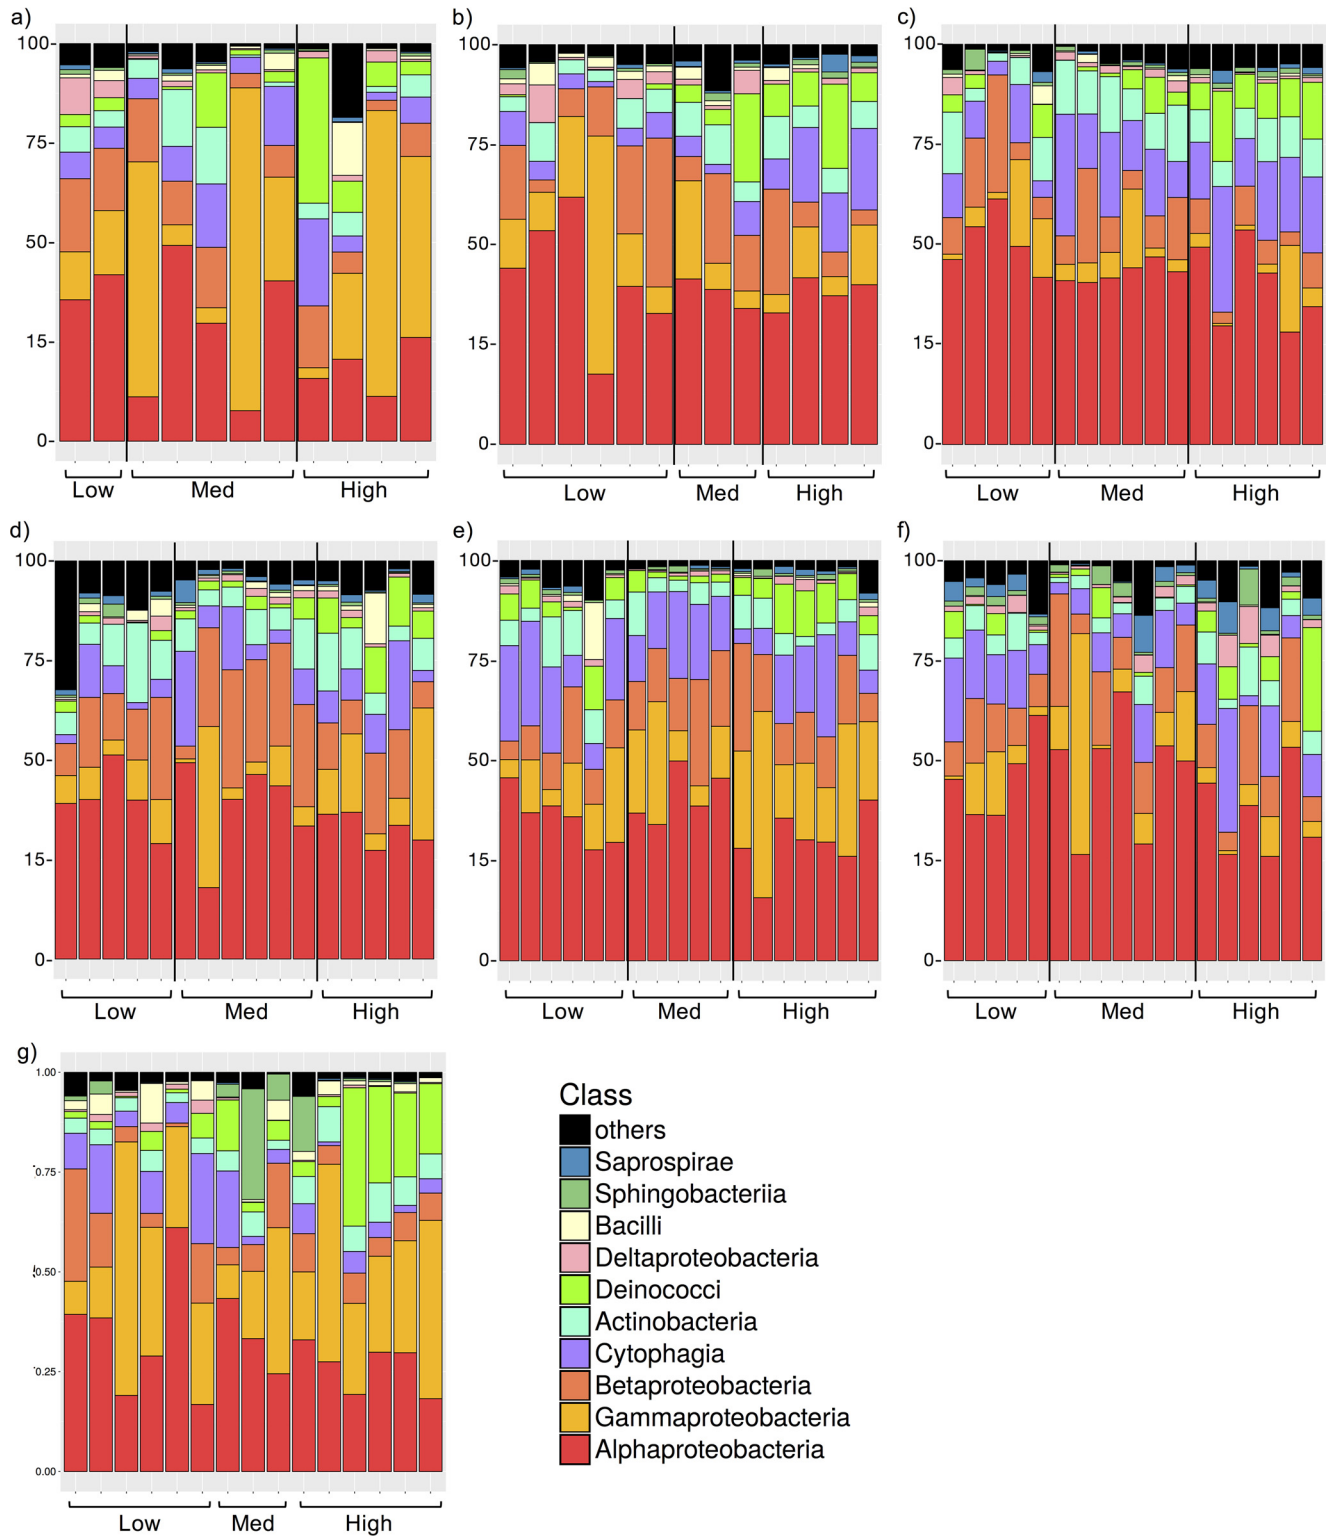 a)
100-
75-
50-
15-
0-
Low Med High
b)
100-
75-
50-
15-
0-
Low Med High
c)
100-
75-
50-
15-
0-
Low Med High
d)
100-
75-
50-
15-
0-
Low Med High
e)
100-
75-
50-
15-
0-
Low Med High
f)
100-
75-
50-
15-
0-
Low Med High
g)
1.00-
0.75-
0.50-
0.25-
0.00-
Low Med High
Class
others
Saprospirae
Sphingobacteriia
Bacilli
Deltaproteobacteria
Deinococci
Actinobacteria
Cytophagia
Betaproteobacteria
Gammaproteobacteria
Alphaproteobacteria